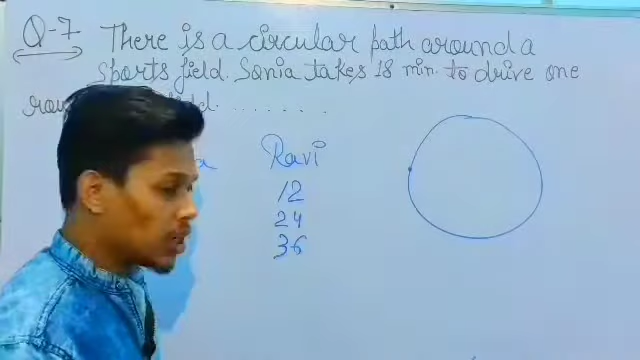 Q-7 There is a circular path around a
sports field. Sonia takes 18 min. to drive one
Ravi
12
24
36